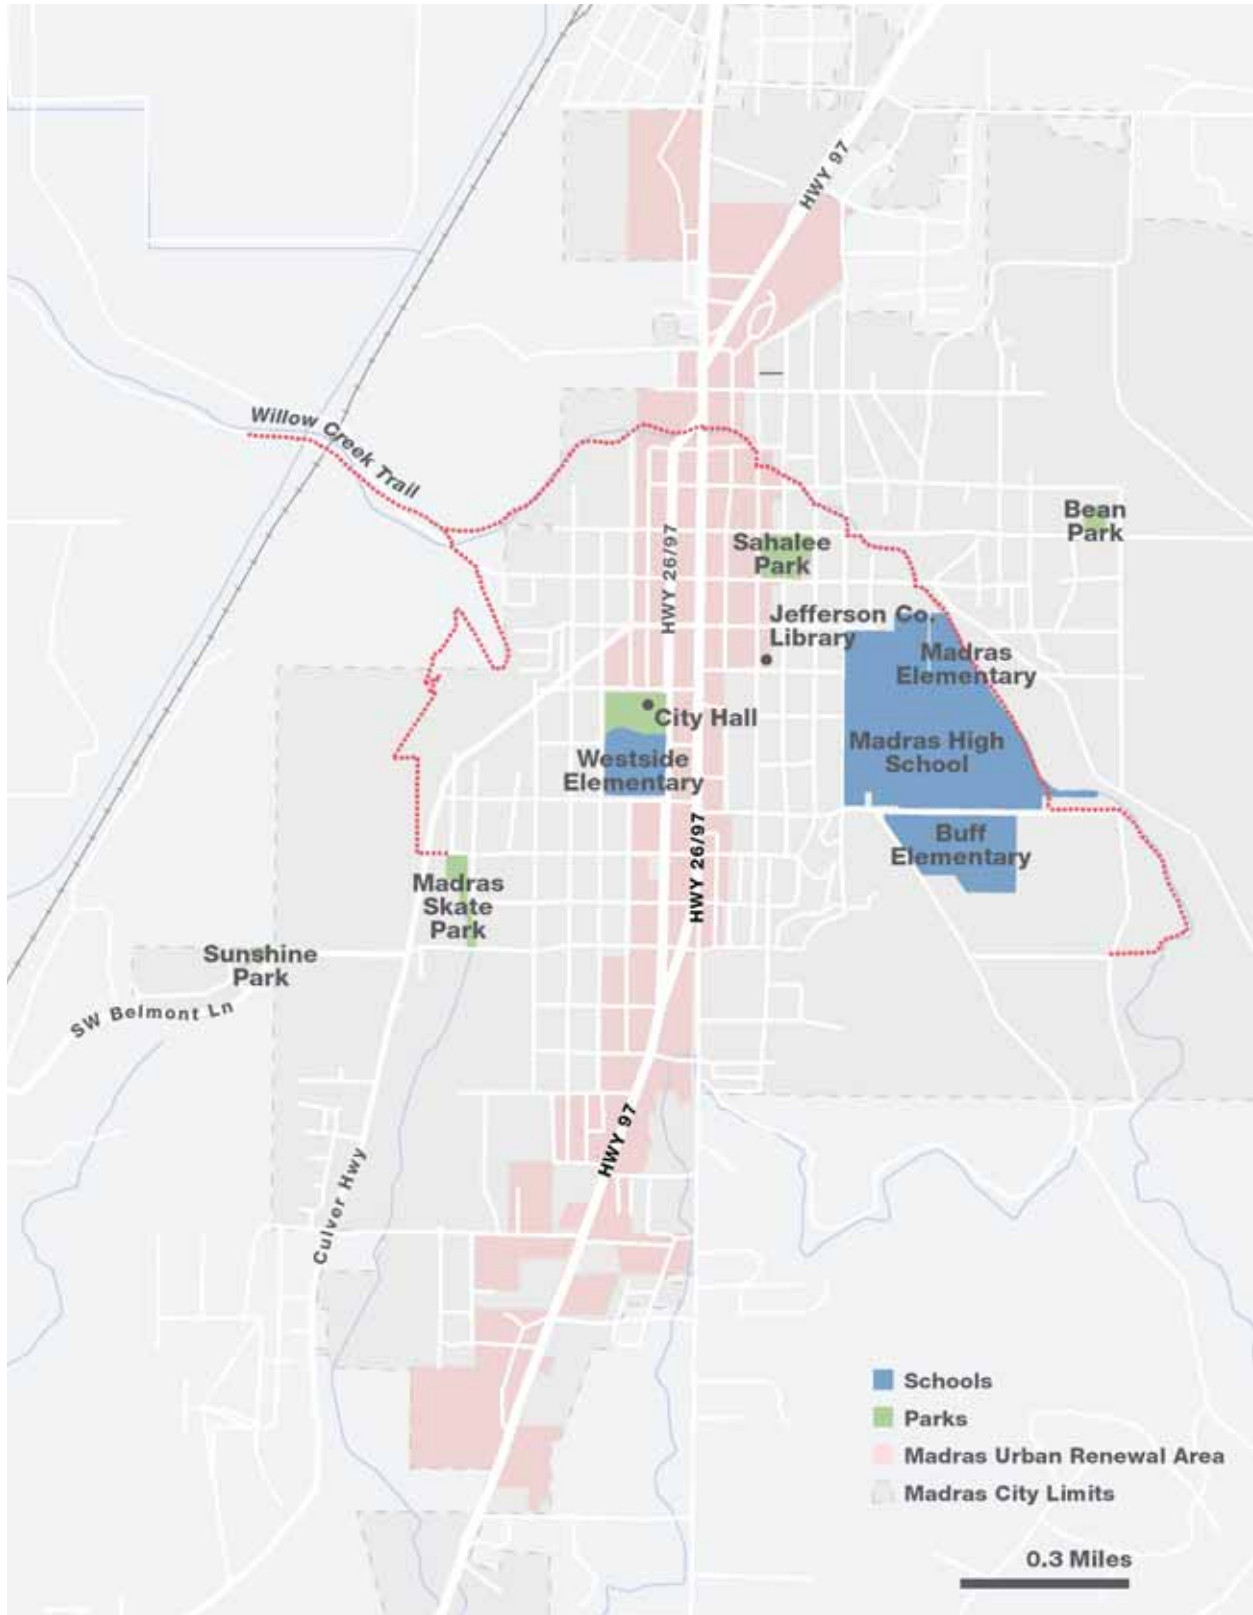 HWY 97
Willow Creek Trail
Bean
Park
HWY 26/97
Sahalee
Park
Jefferson Co.
Library
Madras
Elementary
City Hall
Madras High
School
Westside
Elementary
HWY 26/97
Buff
Elementary
Madras
Skate
Park
Sunshine
Park
SW Belmont Ln
HWY 97
Culver Hwy
Schools
Parks
Madras Urban Renewal Area
Madras City Limits
0.3 Miles